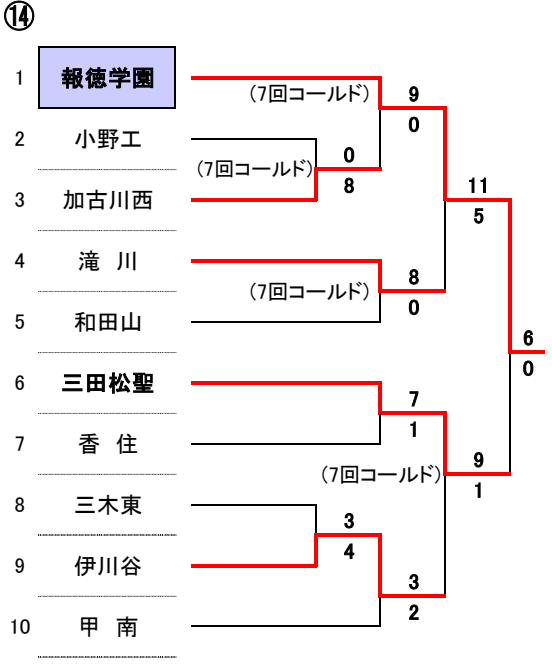 ⑭
1 報徳学園
(7回コールド) 9
0
2 小野工
(7回コールド) 0
8
3 加古川西
11
5
4 滝 川
(7回コールド) 8
0
5 和田山
6
0
6 三田松聖
7
1
7 香 住
(7回コールド) 9
1
8 三木東
3
4
9 伊川谷
3
2
10 甲 南